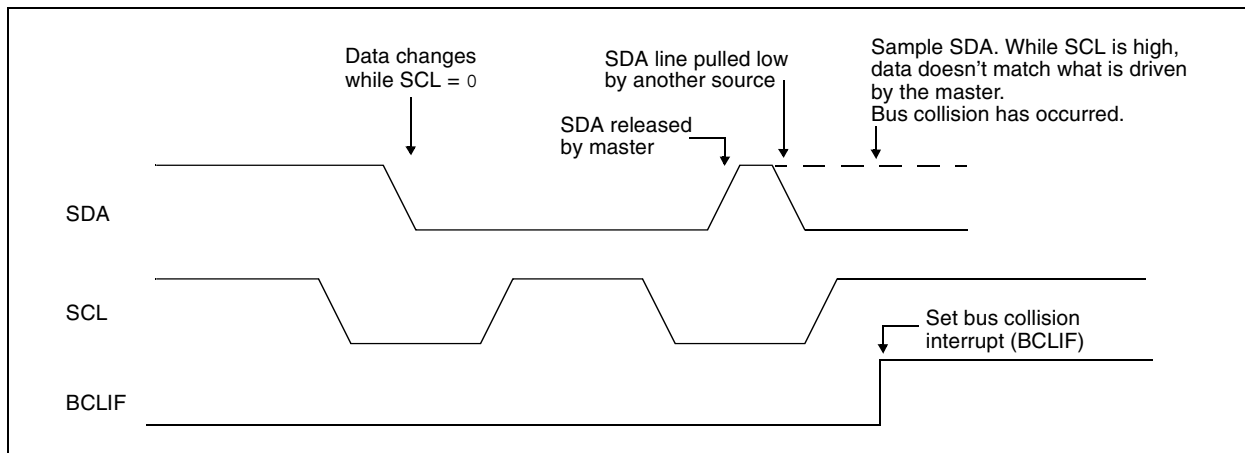 Data changes
while SCL = 0
SDA line pulled low
by another source
Sample SDA. While SCL is high,
data doesn't match what is driven
by the master.
Bus collision has occurred.
SDA released
by master
SDA
SCL
Set bus collision
interrupt (BCLIF)
BCLIF